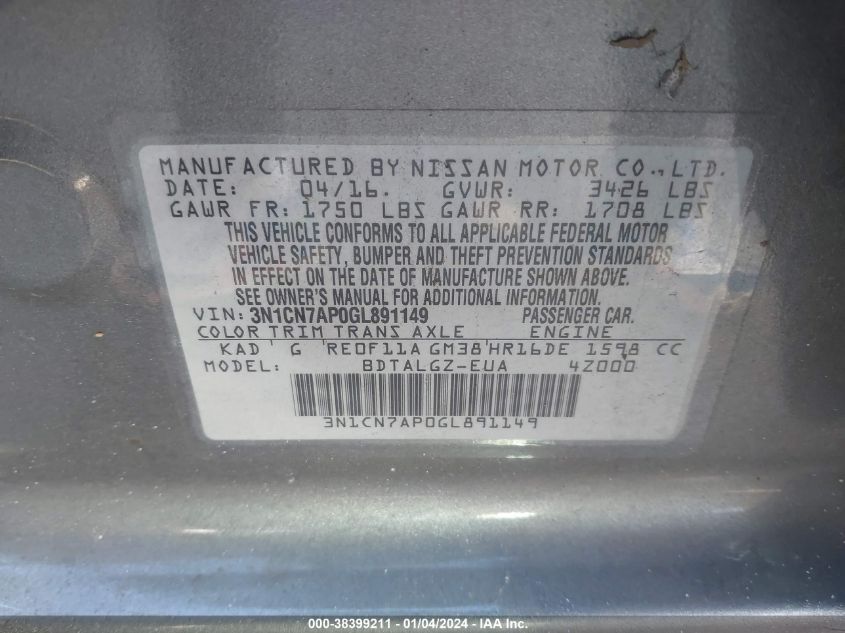 MANUFACTURED BY NISSAN MOTOR CO.,LTD.
DATE: 04/16. GVWR: 3426 LBS
GAWR FR: 1750 LBS GAWR RR: 1708 LBS
THIS VEHICLE CONFORMS TO ALL APPLICABLE FEDERAL MOTOR
VEHICLE SAFETY, BUMPER AND THEFT PREVENTION STANDARDS
IN EFFECT ON THE DATE OF MANUFACTURE SHOWN ABOVE.
SEE OWNER'S MANUAL FOR ADDITIONAL INFORMATION.
VIN: 3N1CN7AP0GL891149 PASSENGER CAR.
COLOR TRIM TRANS AXLE ENGINE
KAD G RE0F11A GM38 HR16DE 1598 CC
MODEL: BDTALGZ-EUA 4Z000
3N1CN7AP0GL891149
000-38399211 - 01/04/2024 - IAA Inc.